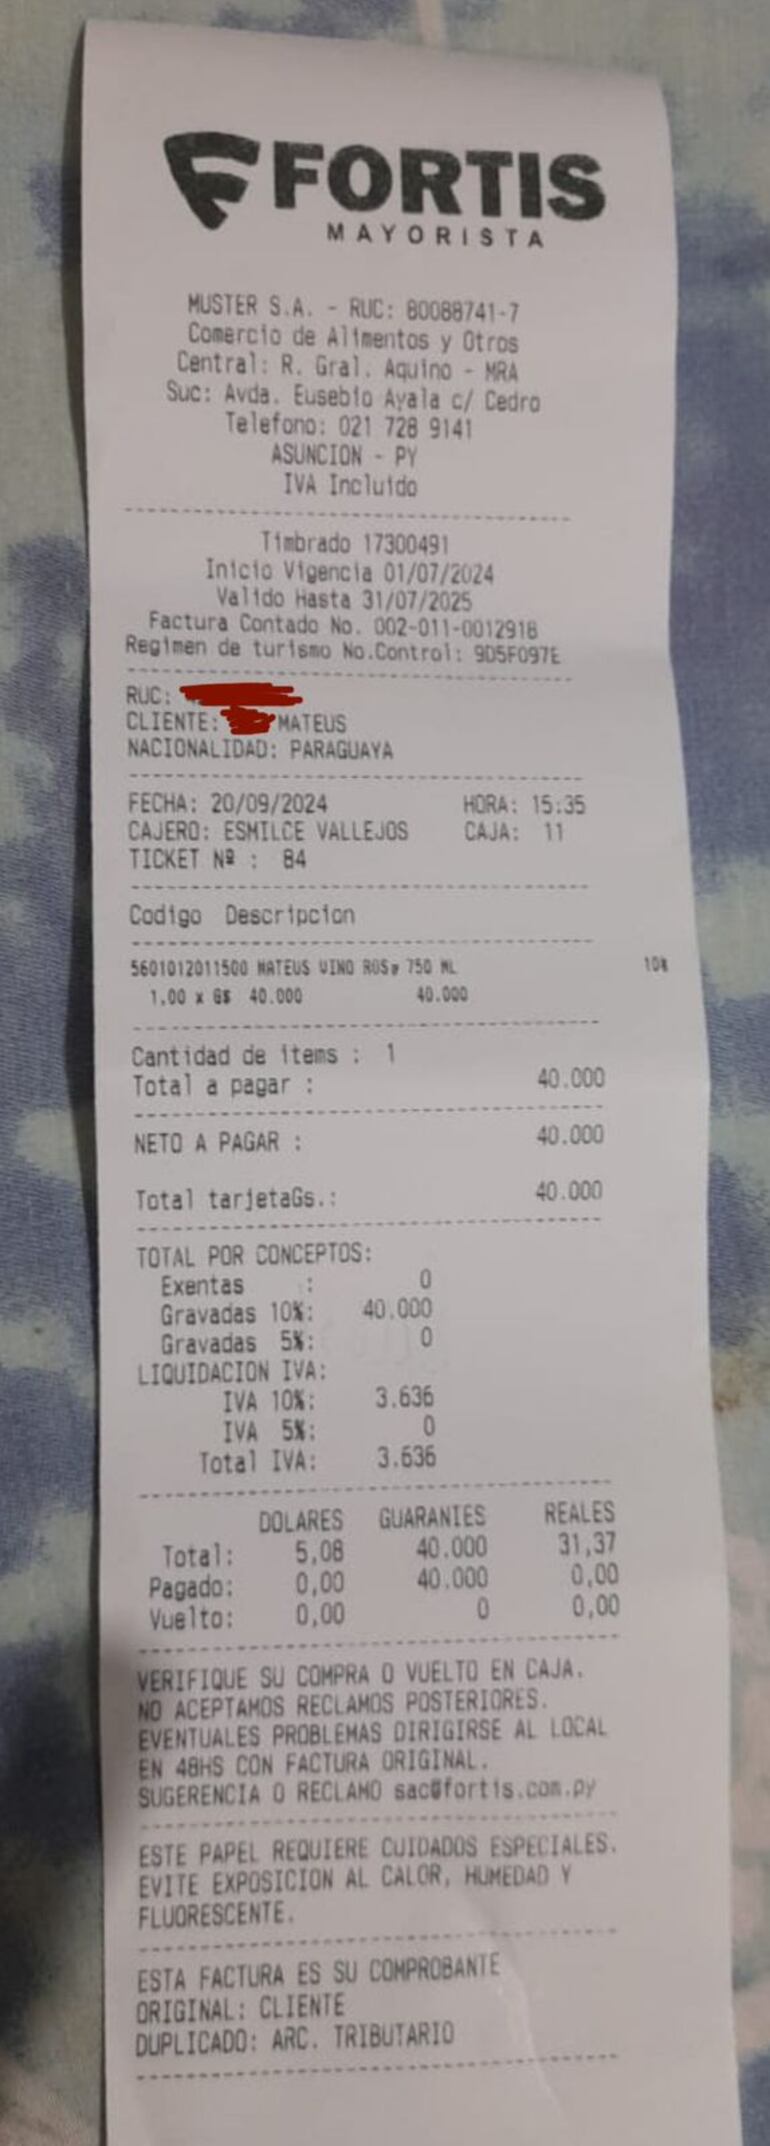 FORTIS
MAYORISTA
MUSTER S.A. - RUC: 80088741-7
Comercio de Alimentos y Otros
Central: R. Gral. Aquino - MRA
Suc: Avda. Eusebio Ayala c/ Cedro
Telefono: 021 728 9141
ASUNCION - PY
IVA Incluido
Timbrado 17300491
Inicio Vigencia 01/07/2024
Valido Hasta 31/07/2025
Factura Contado No. 002-011-0012918
Regimen de turismo No.Control: 9D5F097E
RUC:
CLIENTE: MATEUS
NACIONALIDAD: PARAGUAYA
FECHA: 20/09/2024 HORA: 15:35
CAJERO: ESMILCE VALLEJOS CAJA: 11
TICKET Nº : 84
Codigo Descripcion
5601012011500 MATEUS VINO 750 ML 10%
1.00 x G$ 40.000 40.000
Cantidad de items : 1
Total a pagar : 40.000
NETO A PAGAR : 40.000
Total tarjetaGs.: 40.000
TOTAL POR CONCEPTOS:
Exentas : 0
Gravadas 10%: 40.000
Gravadas 5%: 0
LIQUIDACION IVA:
IVA 10%: 3.636
IVA 5%: 0
Total IVA: 3.636
DOLARES GUARANIES REALES
Total: 5,08 40.000 31,37
Pagado: 0,00 40.000 0,00
Vuelto: 0,00 0 0,00
VERIFIQUE SU COMPRA O VUELTO EN CAJA.
NO ACEPTAMOS RECLAMOS POSTERIORES.
EVENTUALES PROBLEMAS DIRIGIRSE AL LOCAL
EN 48HS CON FACTURA ORIGINAL.
SUGERENCIA O RECLAMO sac@fortis.com.py
ESTE PAPEL REQUIERE CUIDADOS ESPECIALES.
EVITE EXPOSICION AL CALOR, HUMEDAD Y
FLUORESCENTE.
ESTA FACTURA ES SU COMPROBANTE
ORIGINAL: CLIENTE
DUPLICADO: ARC. TRIBUTARIO